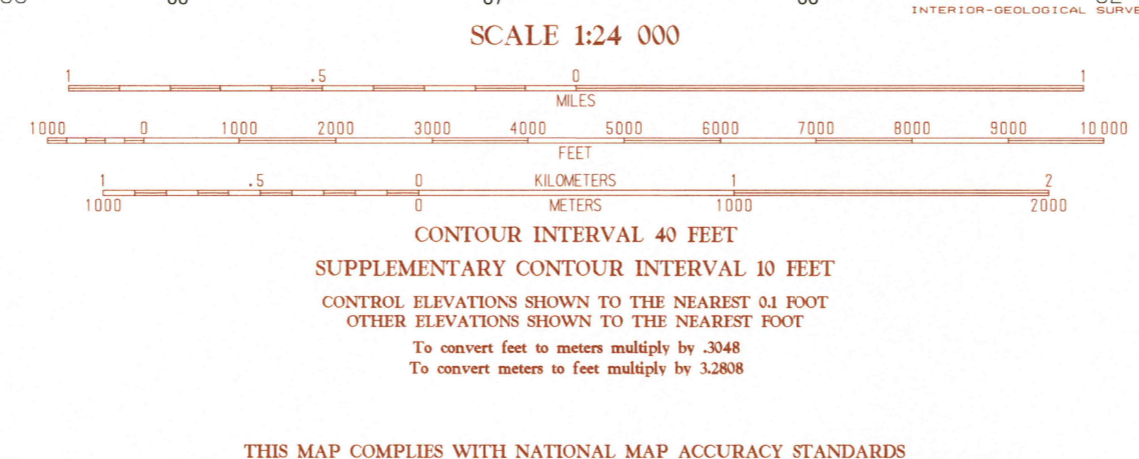 INTERIOR-GEOLOGICAL SURVE
SCALE 1:24 000
1 .5 0 1
MILES
1000 0 1000 2000 3000 4000 5000 6000 7000 8000 9000 10 000
FEET
1 .5 0 KILOMETERS 1 2
1000 0 METERS 1000 2000
CONTOUR INTERVAL 40 FEET
SUPPLEMENTARY CONTOUR INTERVAL 10 FEET
CONTROL ELEVATIONS SHOWN TO THE NEAREST 0.1 FOOT
OTHER ELEVATIONS SHOWN TO THE NEAREST FOOT
To convert feet to meters multiply by .3048
To convert meters to feet multiply by 3.2808
THIS MAP COMPLIES WITH NATIONAL MAP ACCURACY STANDARDS